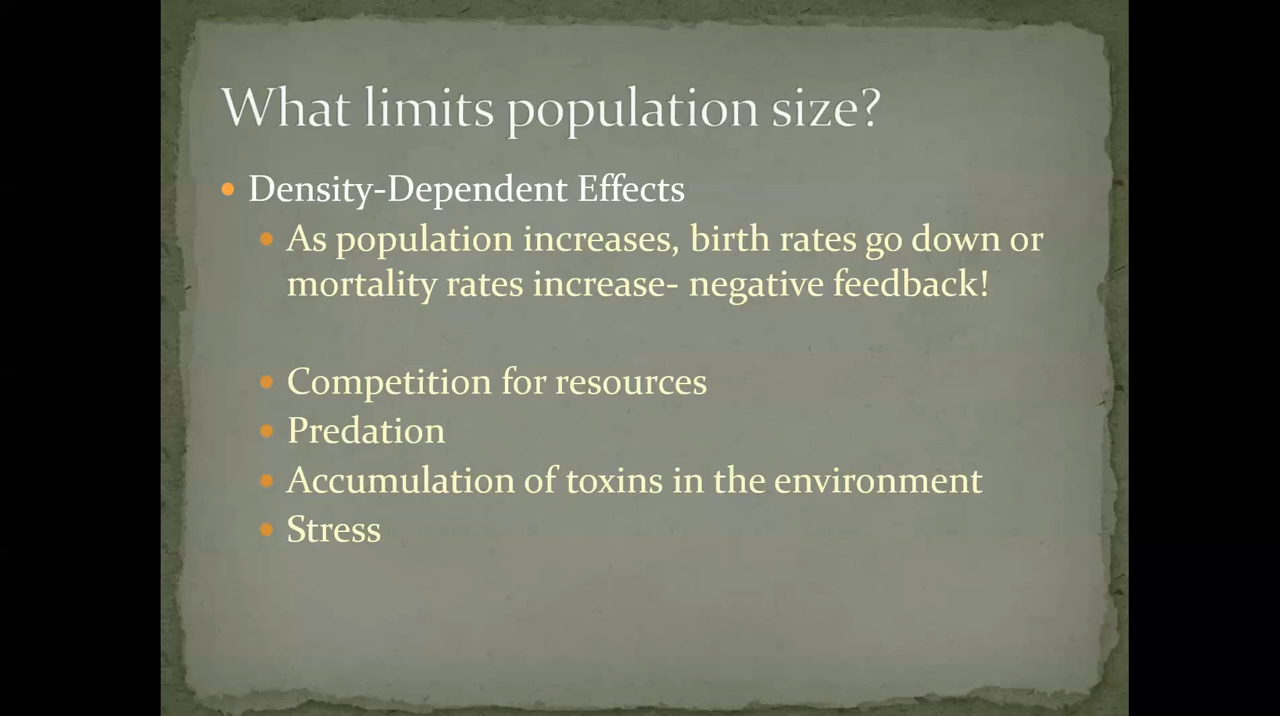 What limits population size?
Density-Dependent Effects
As population increases, birth rates go down or
mortality rates increase- negative feedback!
Competition for resources
Predation
Accumulation of toxins in the environment
Stress